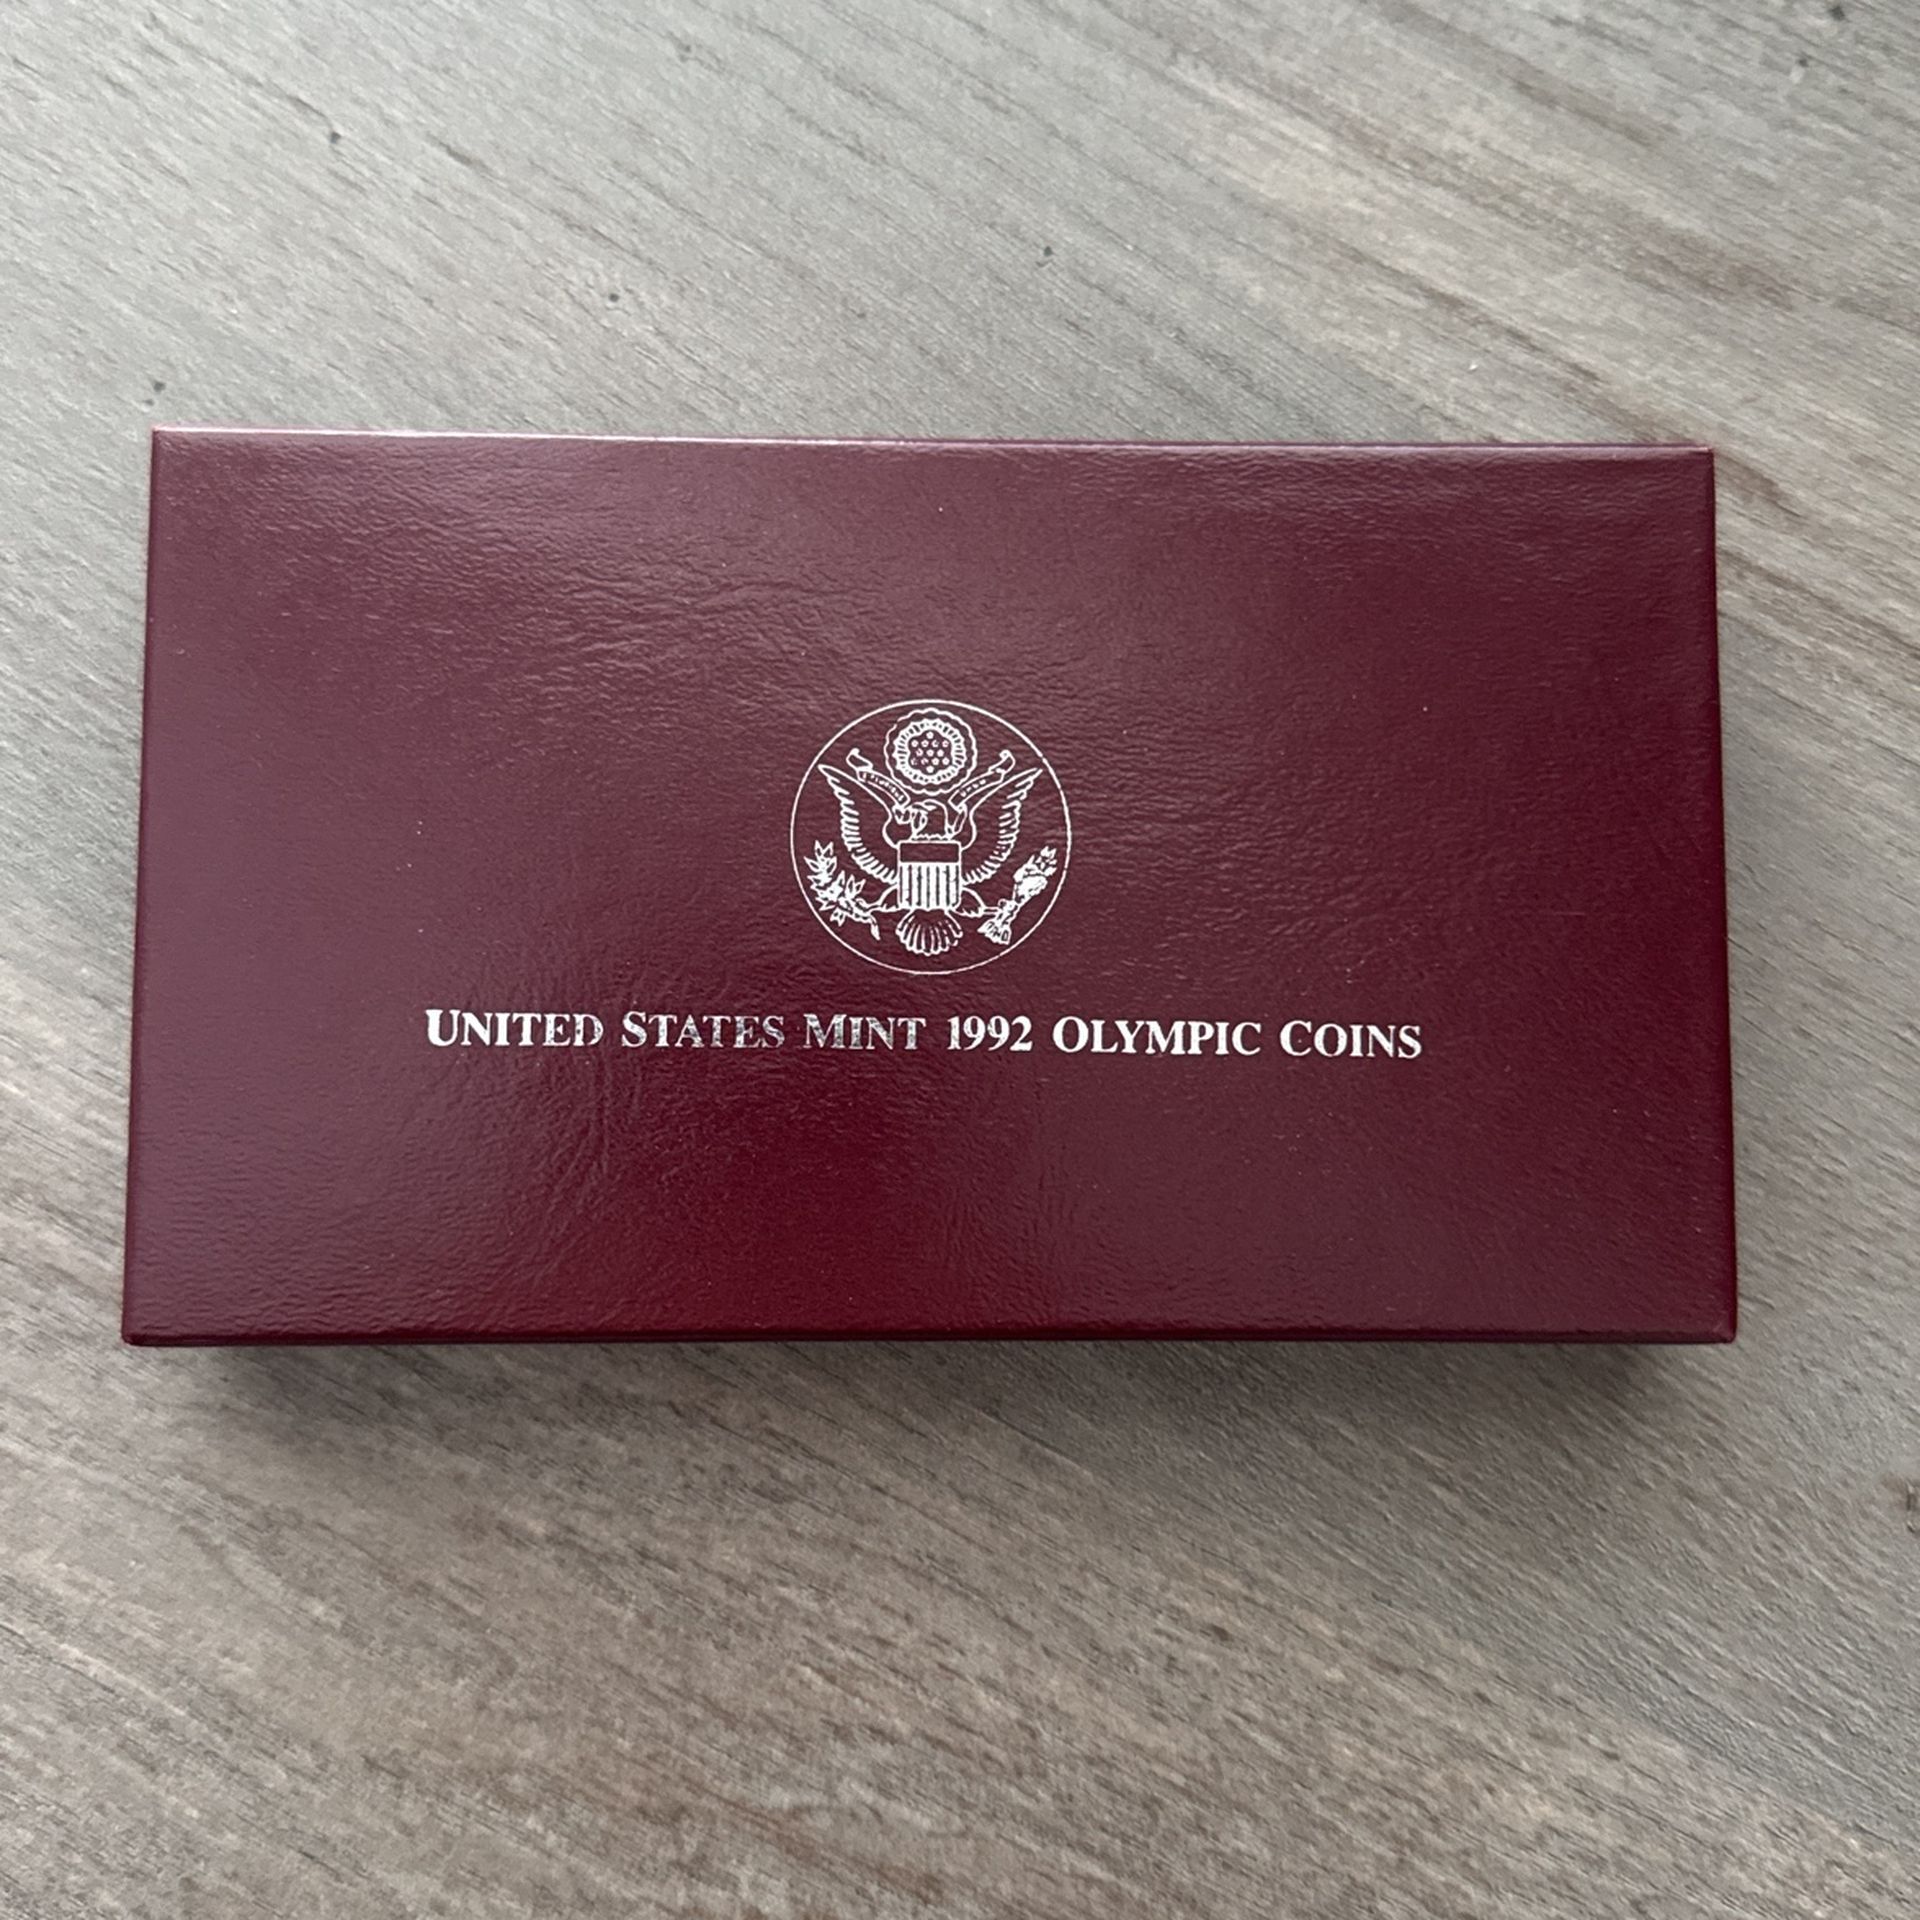 UNITED STATES MINT 1992 OLYMPIC COINS